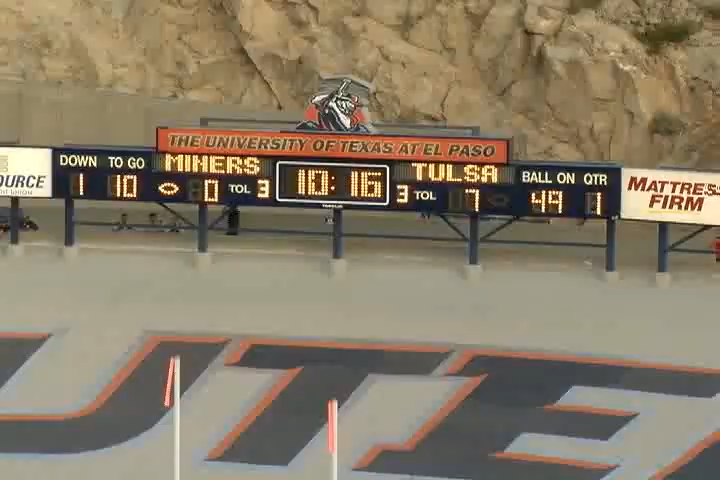 THE UNIVERSITY OF TEXAS AT EL PASO
DOWN TO GO MINERS 10:16 TULSA BALL ON QTR
1 10 0 TOL 3 3 TOL 7 49 1
MATTRESS
FIRM
OURCE
UTE